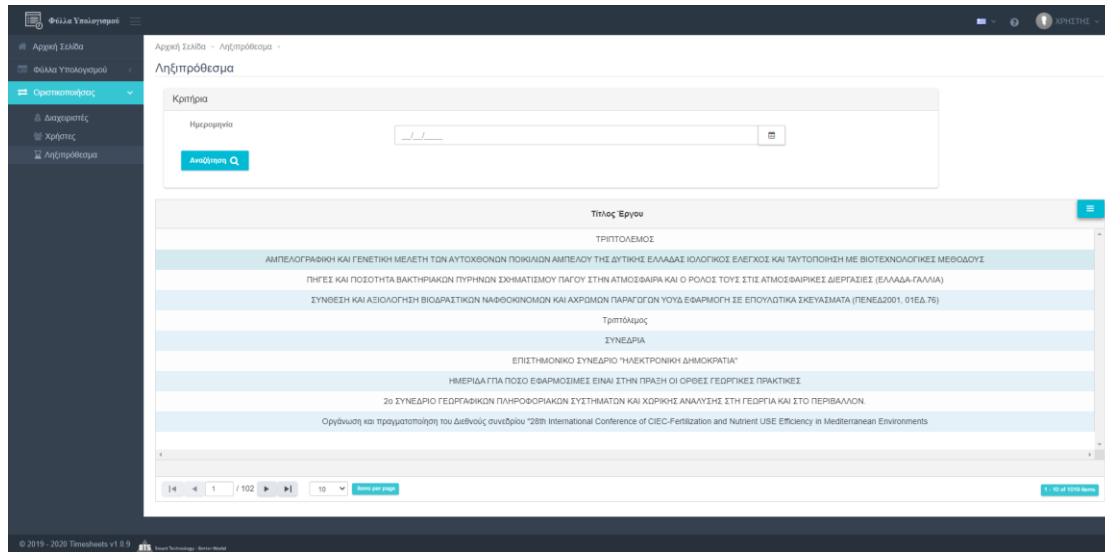 Φύλλα Υπολογισμού
ΧΡΗΣΤΗΣ
Αρχική Σελίδα
Φύλλα Υπολογισμού
Οριστικοποιήσεις
Διαχειριστές
Χρήστες
Ληξιπρόθεσμα
Αρχική Σελίδα - Ληξιπρόθεσμα -
Ληξιπρόθεσμα
Κριτήρια
Ημερομηνία
__/__/____
Αναζήτηση
Τίτλος Έργου
ΤΡΙΠΤΟΛΕΜΟΣ
ΑΜΠΕΛΟΓΡΑΦΙΚΗ ΚΑΙ ΓΕΝΕΤΙΚΗ ΜΕΛΕΤΗ ΤΩΝ ΑΥΤΟΧΘΟΝΩΝ ΠΟΙΚΙΛΙΩΝ ΑΜΠΕΛΟΥ ΤΗΣ ΔΥΤΙΚΗΣ ΕΛΛΑΔΑΣ ΙΟΛΟΓΙΚΟΣ ΕΛΕΓΧΟΣ ΚΑΙ ΤΑΥΤΟΠΟΙΗΣΗ ΜΕ ΒΙΟΤΕΧΝΟΛΟΓΙΚΕΣ ΜΕΘΟΔΟΥΣ
ΠΗΓΕΣ ΚΑΙ ΠΟΣΟΤΗΤΑ ΒΑΚΤΗΡΙΑΚΩΝ ΠΥΡΗΝΩΝ ΣΧΗΜΑΤΙΣΜΟΥ ΠΑΓΟΥ ΣΤΗΝ ΑΤΜΟΣΦΑΙΡΑ ΚΑΙ Ο ΡΟΛΟΣ ΤΟΥΣ ΣΤΙΣ ΑΤΜΟΣΦΑΙΡΙΚΕΣ ΔΙΕΡΓΑΣΙΕΣ (ΕΛΛΑΔΑ-ΓΑΛΛΙΑ)
ΣΥΝΘΕΣΗ ΚΑΙ ΑΞΙΟΛΟΓΗΣΗ ΒΙΟΔΡΑΣΤΙΚΩΝ ΝΑΦΘΟΚΙΝΟΜΩΝ ΚΑΙ ΑΧΡΩΜΩΝ ΠΑΡΑΓΩΓΩΝ ΥΟΥΔ ΕΦΑΡΜΟΓΗ ΣΕ ΕΠΟΥΛΩΤΙΚΑ ΣΚΕΥΑΣΜΑΤΑ (ΠΕΝΕΔ2001, 01ΕΔ.76)
Τριπτόλεμος
ΣΥΝΕΔΡΙΑ
ΕΠΙΣΤΗΜΟΝΙΚΟ ΣΥΝΕΔΡΙΟ "ΗΛΕΚΤΡΟΝΙΚΗ ΔΗΜΟΚΡΑΤΙΑ"
ΗΜΕΡΙΔΑ ΓΠΑ ΠΟΣΟ ΕΦΑΡΜΟΣΙΜΕΣ ΕΙΝΑΙ ΣΤΗΝ ΠΡΑΞΗ ΟΙ ΟΡΘΕΣ ΓΕΩΡΓΙΚΕΣ ΠΡΑΚΤΙΚΕΣ
2ο ΣΥΝΕΔΡΙΟ ΓΕΩΡΓΑΦΙΚΩΝ ΠΛΗΡΟΦΟΡΙΑΚΩΝ ΣΥΣΤΗΜΑΤΩΝ ΚΑΙ ΧΩΡΙΚΗΣ ΑΝΑΛΥΣΗΣ ΣΤΗ ΓΕΩΡΓΙΑ ΚΑΙ ΣΤΟ ΠΕΡΙΒΑΛΛΟΝ.
Οργάνωση και πραγματοποίηση του Διεθνούς συνεδρίου "28th International Conference of CIEC-Fertilization and Nutrient USE Efficiency in Mediterranean Environments
1 / 102 10 items per page
1 - 10 of 1019 items
© 2019 - 2020 Timesheets v1.0.9
Smart Technology - Better World